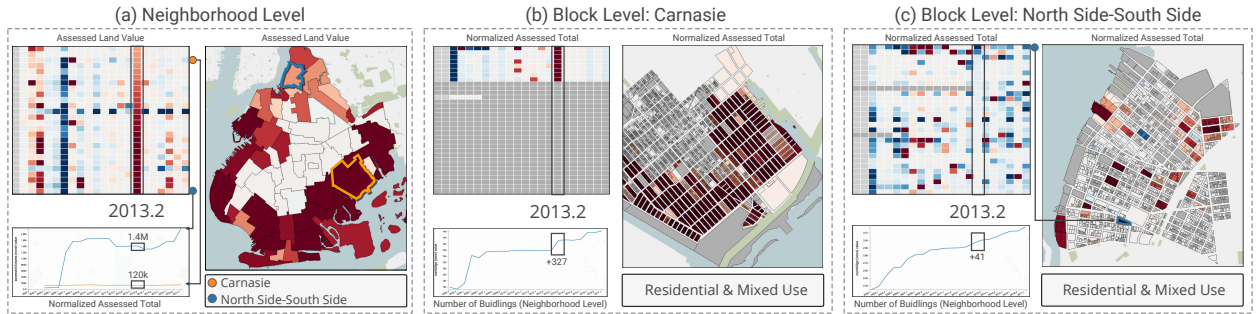 (a) Neighborhood Level
Assessed Land Value
Assessed Land Value
2013.2
1.4M
120k
Normalized Assessed Total
Carnasie
North Side-South Side
(b) Block Level: Carnasie
Normalized Assessed Total
Normalized Assessed Total
2013.2
+327
Number of Buidlings (Neighborhood Level)
Residential & Mixed Use
(c) Block Level: North Side-South Side
Normalized Assessed Total
Normalized Assessed Total
2013.2
+41
Number of Buidlings (Neighborhood Level)
Residential & Mixed Use